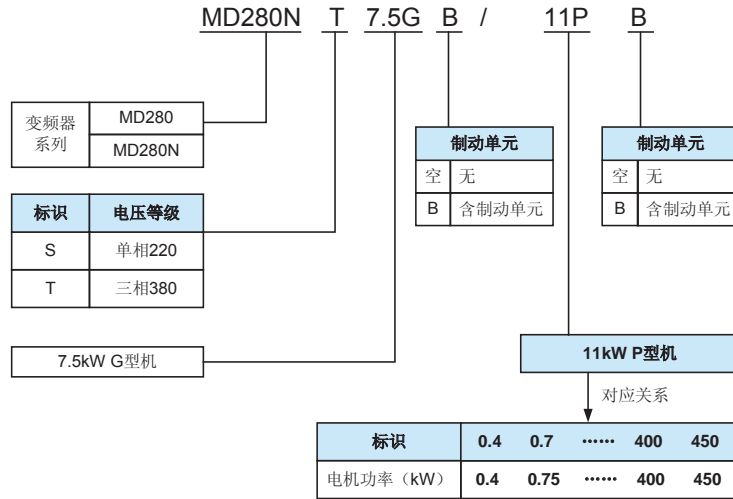 MD280N T 7.5G B / 11P B
变频器
系列
MD280
MD280N
制动单元
空 无
B 含制动单元
制动单元
空 无
B 含制动单元
标识 电压等级
S 单相220
T 三相380
7.5kW G型机
11kW P型机
对应关系
标识 0.4 0.7 ······ 400 450
电机功率（kW） 0.4 0.75 ······ 400 450